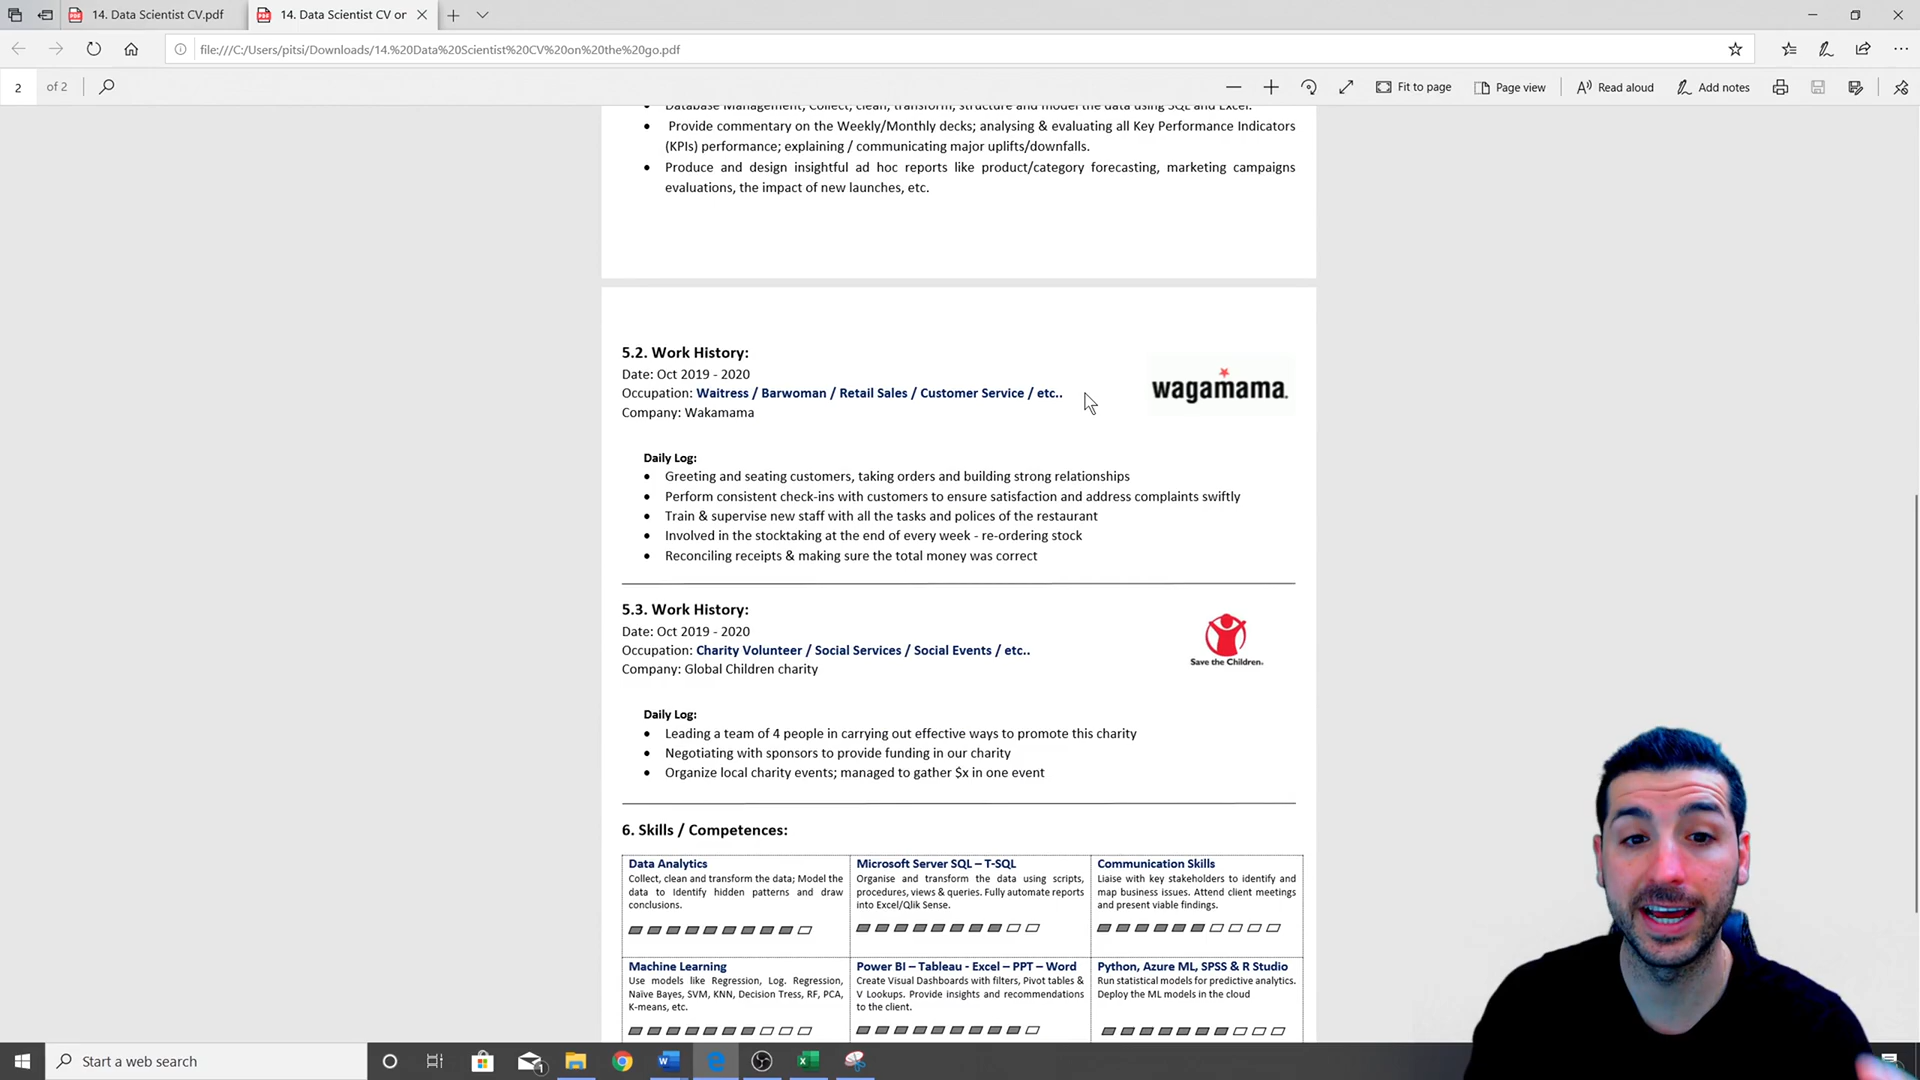 14. Data Scientist CV.pdf
14. Data Scientist CV or
file:///C:/Users/pitsi/Downloads/14.%20Data%20Scientist%20CV%20on%20the%20go.pdf
2 of 2
Fit to page
Page view
Read aloud
Add notes
Database Management, Collect, clean, transform, structure and model the data using SQL and Excel.
Provide commentary on the Weekly/Monthly decks; analysing & evaluating all Key Performance Indicators
(KPIs) performance; explaining / communicating major uplifts/downfalls.
Produce and design insightful ad hoc reports like product/category forecasting, marketing campaigns
evaluations, the impact of new launches, etc.
5.2. Work History:
Date: Oct 2019 - 2020
Occupation: Waitress / Barwoman / Retail Sales / Customer Service / etc..
Company: Wakamama
wagamama.
Daily Log:
Greeting and seating customers, taking orders and building strong relationships
Perform consistent check-ins with customers to ensure satisfaction and address complaints swiftly
Train & supervise new staff with all the tasks and polices of the restaurant
Involved in the stocktaking at the end of every week - re-ordering stock
Reconciling receipts & making sure the total money was correct
5.3. Work History:
Date: Oct 2019 - 2020
Occupation: Charity Volunteer / Social Services / Social Events / etc..
Company: Global Children charity
Save the Children.
Daily Log:
Leading a team of 4 people in carrying out effective ways to promote this charity
Negotiating with sponsors to provide funding in our charity
Organize local charity events; managed to gather $x in one event
6. Skills / Competences:
Data Analytics
Collect, clean and transform the data; Model the
data to Identify hidden patterns and draw
conclusions.
Microsoft Server SQL – T-SQL
Organise and transform the data using scripts,
procedures, views & queries. Fully automate reports
into Excel/Qlik Sense.
Communication Skills
Liaise with key stakeholders to identify and
map business issues. Attend client meetings
and present viable findings.
Machine Learning
Use models like Regression, Log. Regression,
Naïve Bayes, SVM, KNN, Decision Tress, RF, PCA,
K-means, etc.
Power BI – Tableau - Excel – PPT – Word
Create Visual Dashboards with filters, Pivot tables &
V Lookups. Provide insights and recommendations
to the client.
Python, Azure ML, SPSS & R Studio
Run statistical models for predictive analytics.
Deploy the ML models in the cloud
Start a web search
1